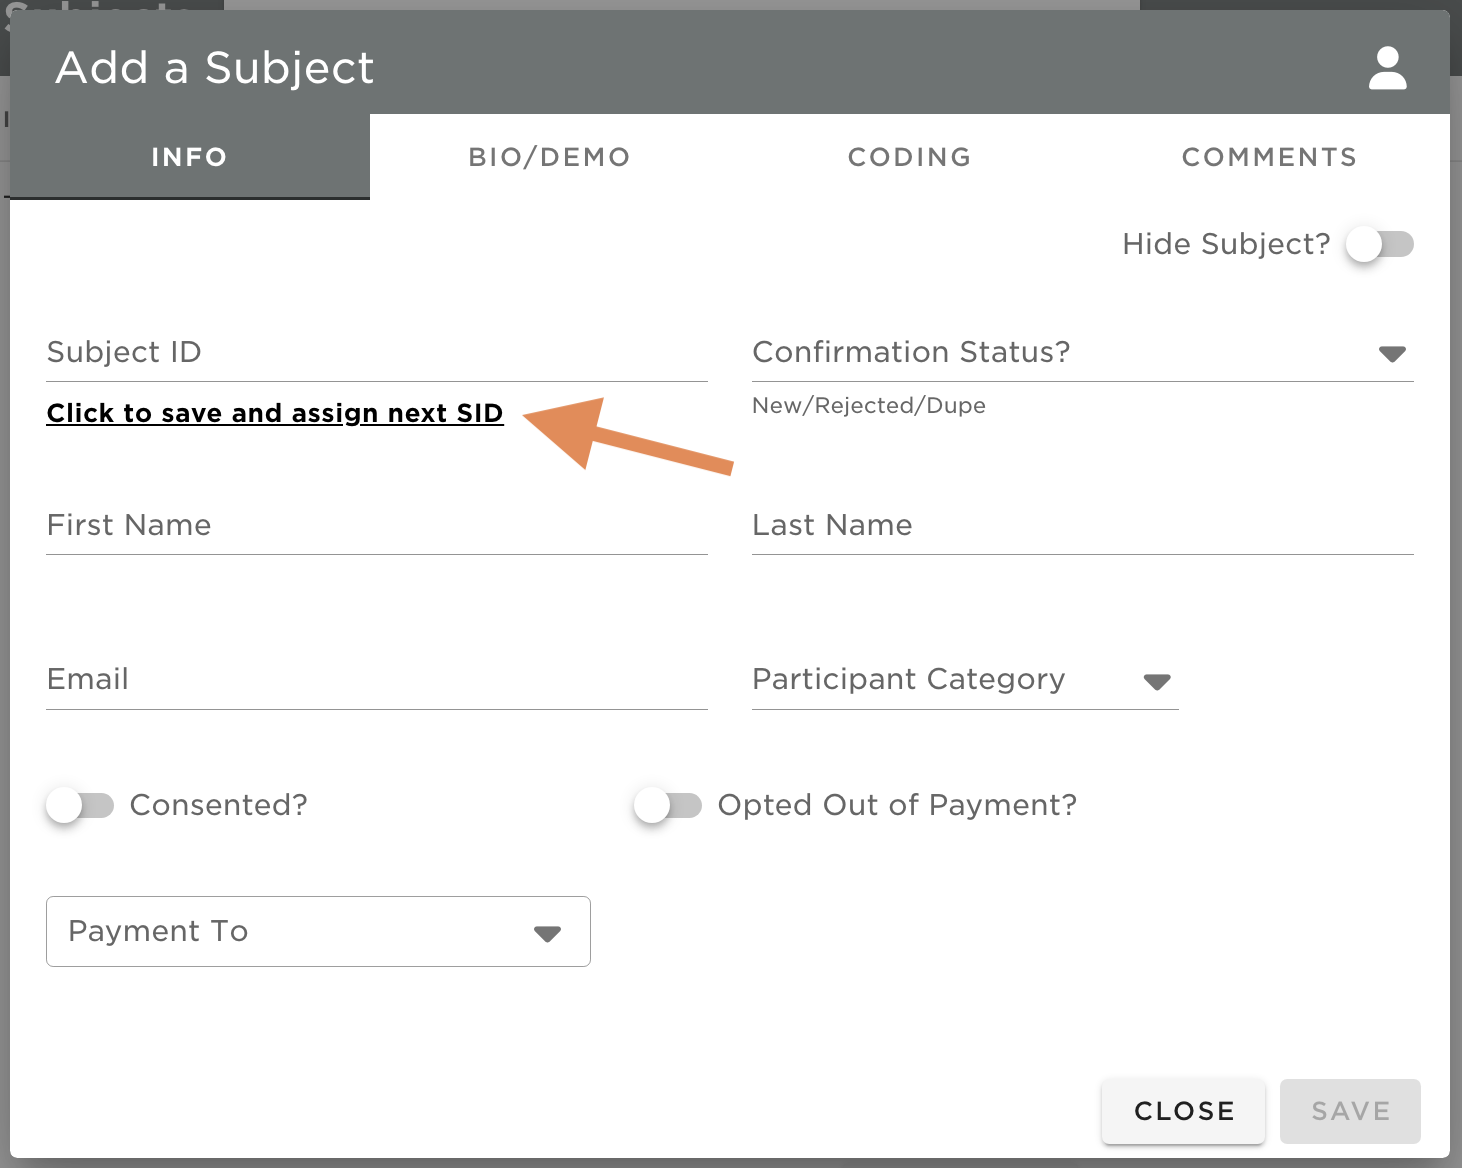 Add a Subject
INFO
BIO/DEMO
CODING
COMMENTS
Hide Subject?
Subject ID
Confirmation Status?
Click to save and assign next SID
New/Rejected/Dupe
First Name
Last Name
Email
Participant Category
Consented?
Opted Out of Payment?
Payment To
CLOSE
SAVE